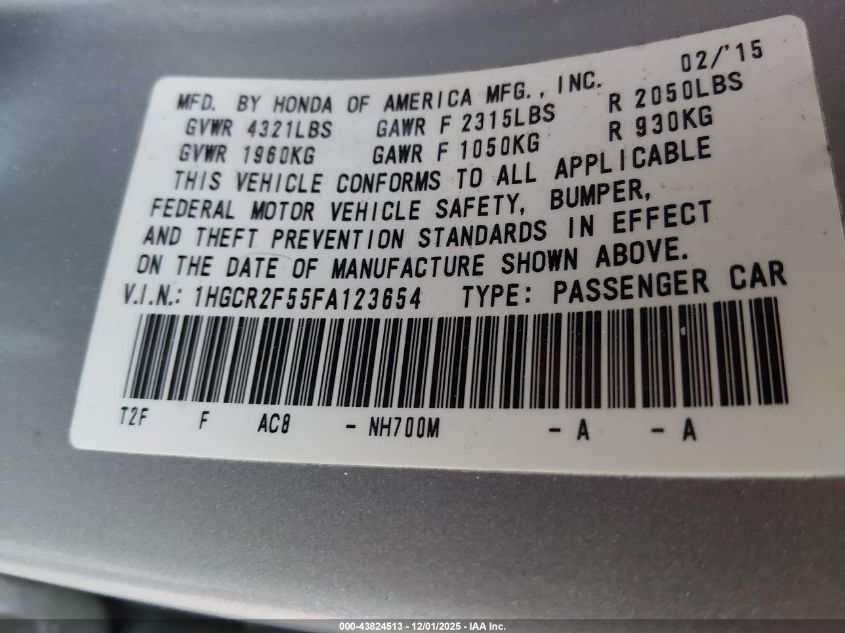 02/'15
MFD. BY HONDA OF AMERICA MFG., INC.
GVWR 4321LBS GAWR F 2315LBS R 2050LBS
GVWR 1960KG GAWR F 1050KG R 930KG
THIS VEHICLE CONFORMS TO ALL APPLICABLE
FEDERAL MOTOR VEHICLE SAFETY, BUMPER,
AND THEFT PREVENTION STANDARDS IN EFFECT
ON THE DATE OF MANUFACTURE SHOWN ABOVE.
V.I.N.: 1HGCR2F55FA123654 TYPE: PASSENGER CAR
T2F F AC8 - NH700M - A - A
000-43824513 - 12/01/2025 - IAA Inc.